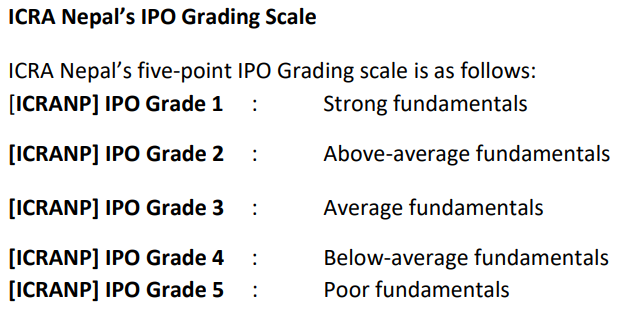 ICRA Nepal’s IPO Grading Scale
ICRA Nepal’s five-point IPO Grading scale is as follows:
[ICRANP] IPO Grade 1 : Strong fundamentals
[ICRANP] IPO Grade 2 : Above-average fundamentals
[ICRANP] IPO Grade 3 : Average fundamentals
[ICRANP] IPO Grade 4 : Below-average fundamentals
[ICRANP] IPO Grade 5 : Poor fundamentals